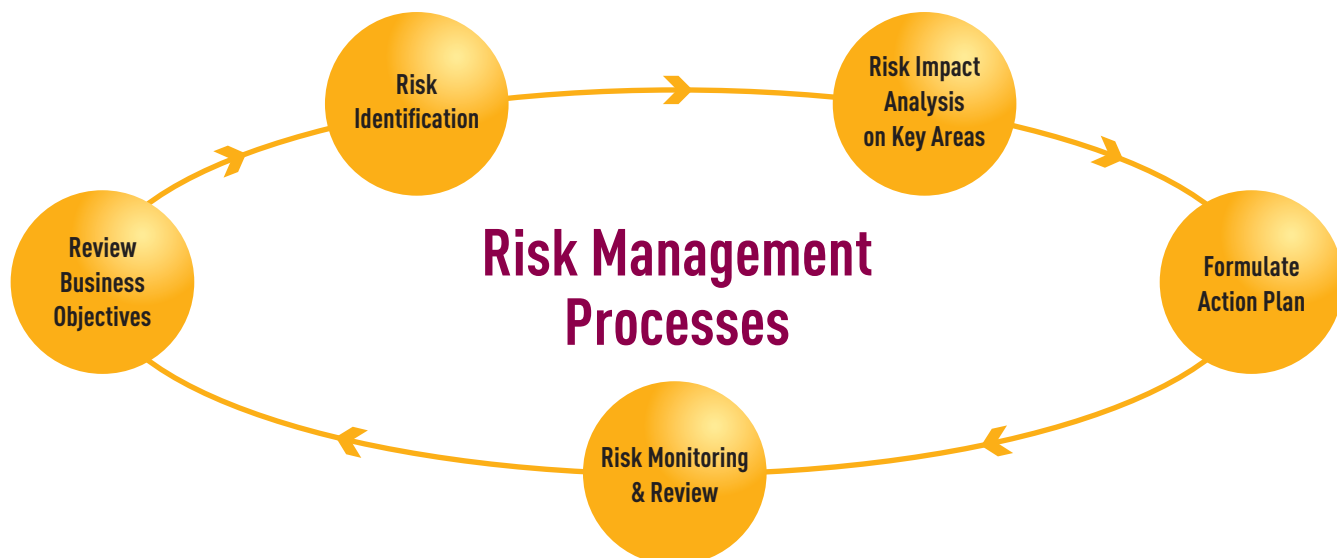 Risk
Identification
Risk Impact
Analysis
on Key Areas
Review
Business
Objectives
Risk Management
Processes
Formulate
Action Plan
Risk Monitoring
& Review